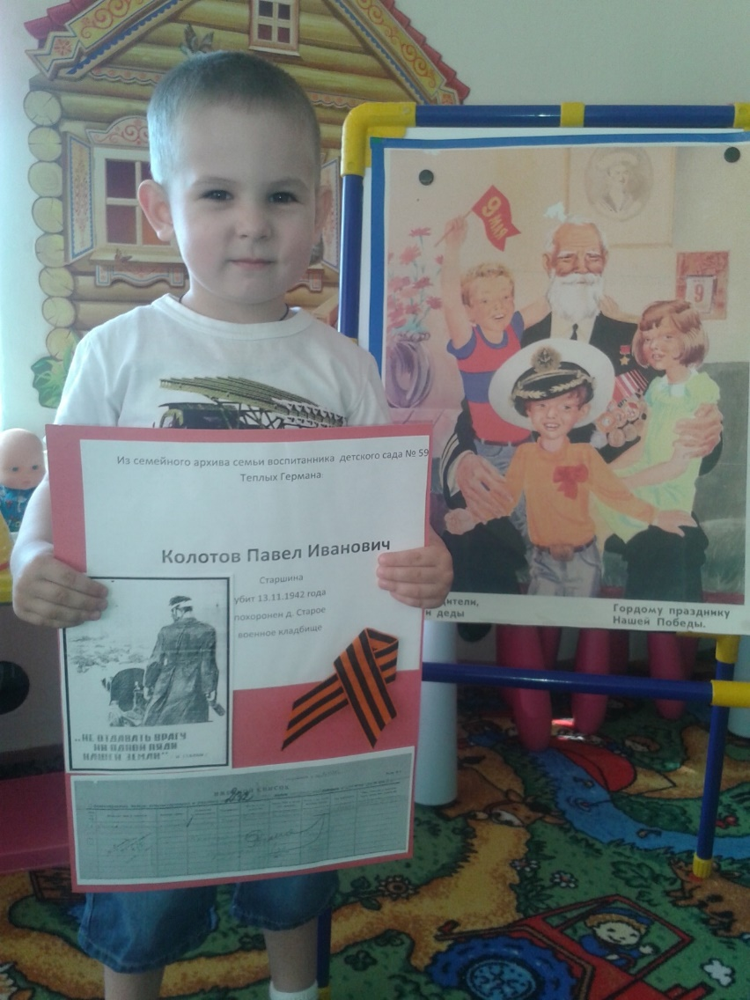 Из семейного архива семьи воспитанника детского сада № 59
Теплых Германа
Колотов Павел Иванович
Старшина
убит 13.11.1942 года
похоронен д. Старое
военное кладбище
„НЕ ОТДАВАТЬ ВРАГУ
НИ ОДНОЙ ПЯДИ
НАШЕЙ ЗЕМЛИ"
9 МАЯ
9
деды
Гордому празднику
Нашей Победы.